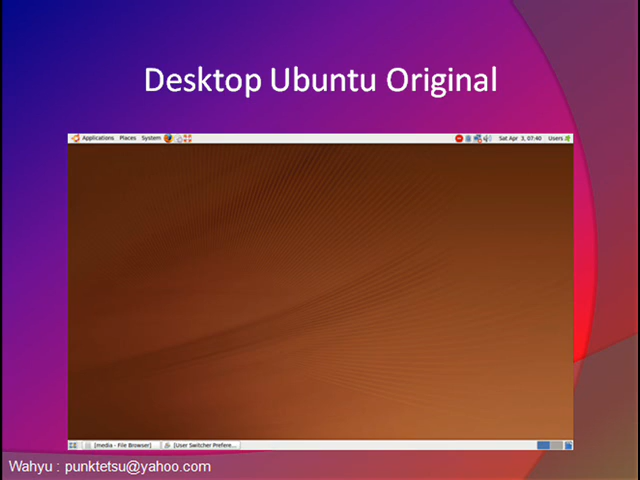 Desktop Ubuntu Original
Applications Places System Sat Apr 3, 07:40 Users
[media - File Browser] [User Switcher Prefere...
Wahyu : punktetsu@yahoo.com